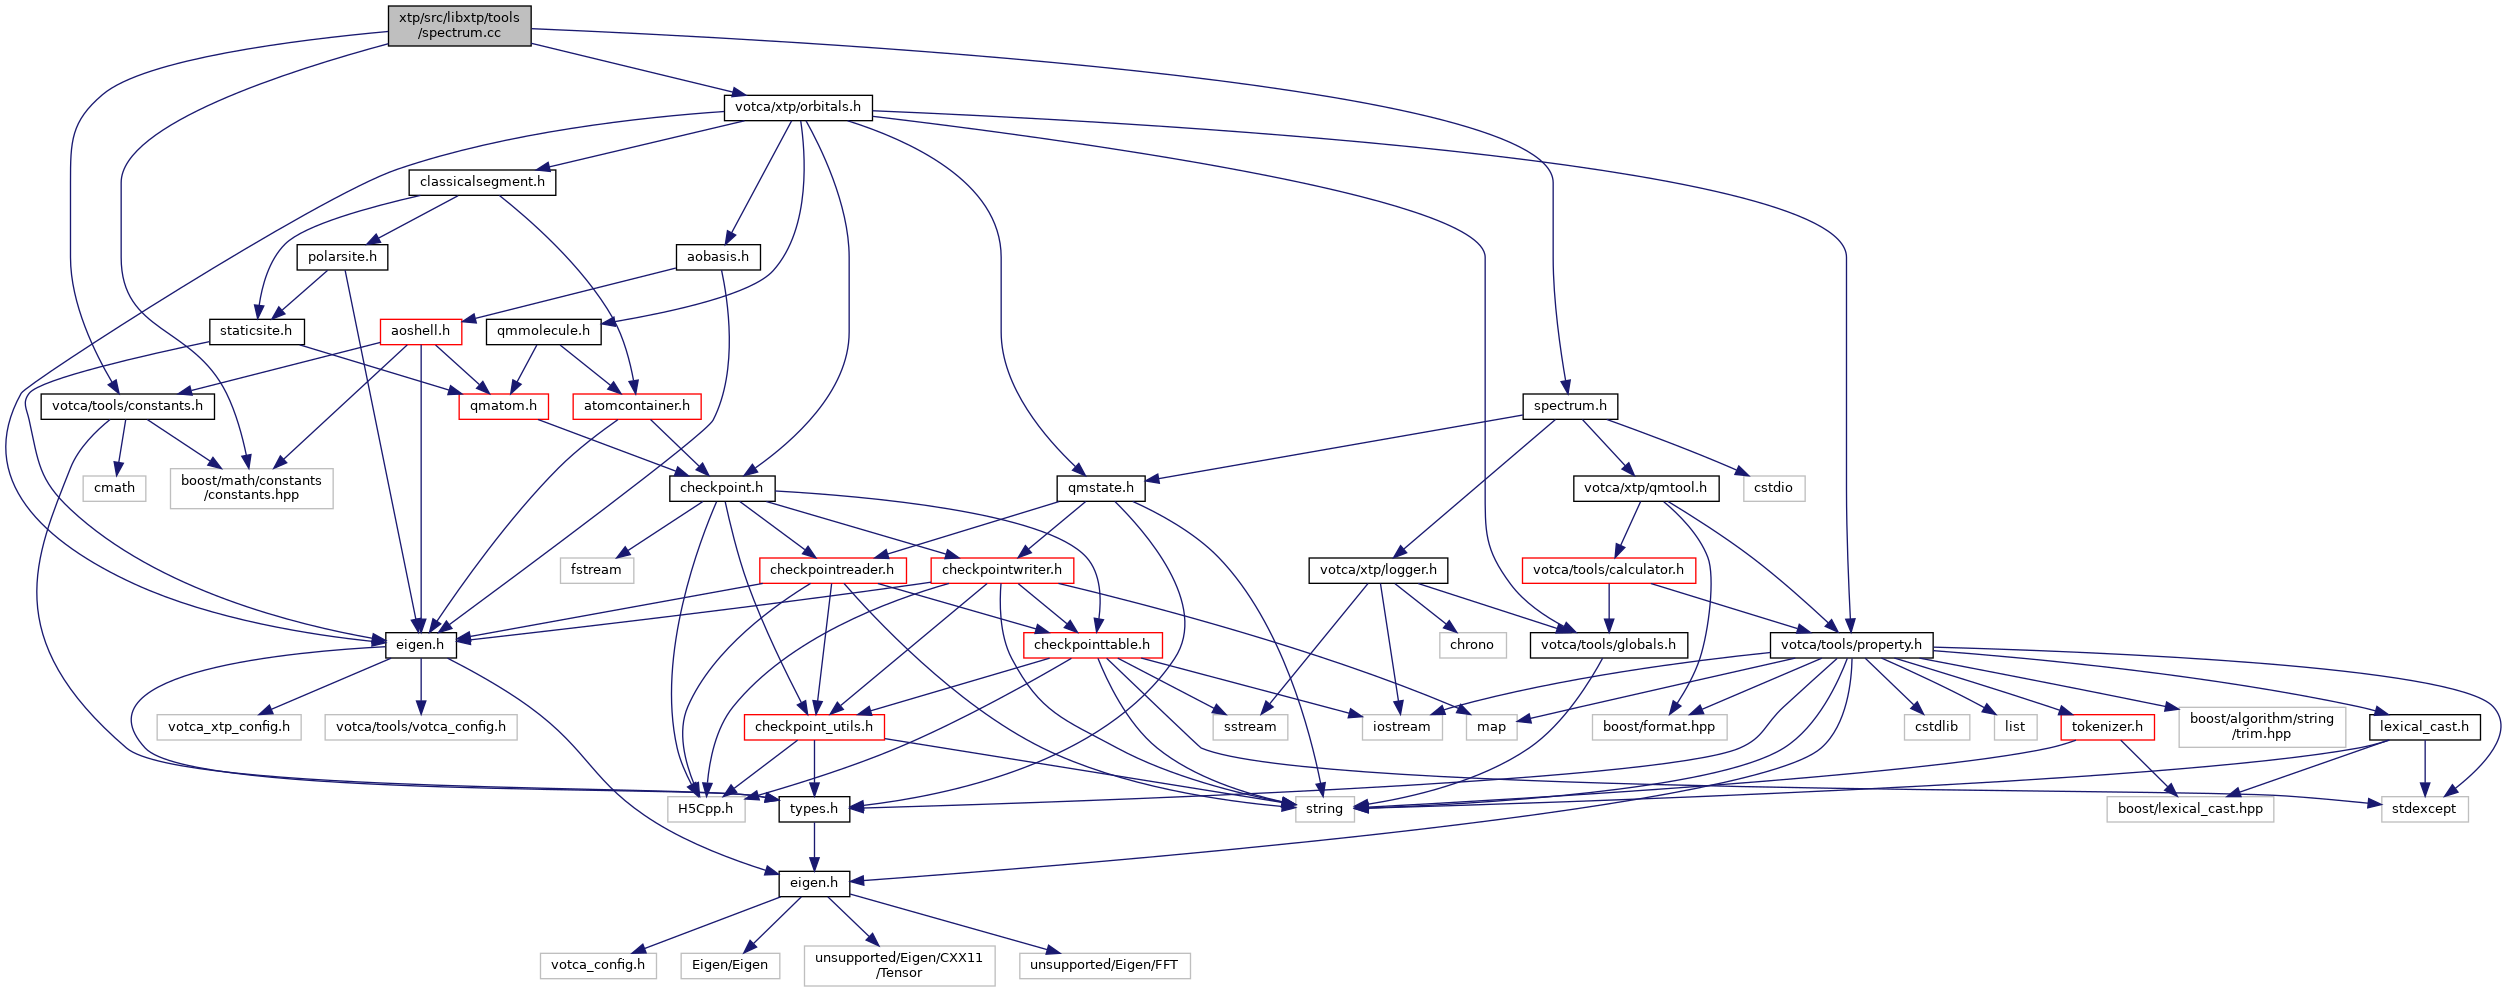 xtp/src/libxtp/tools
/spectrum.cc
votca/xtp/orbitals.h
classicalsegment.h
polarsite.h
aobasis.h
staticsite.h
aoshell.h
qmmolecule.h
votca/tools/constants.h
qmatom.h
atomcontainer.h
spectrum.h
cmath
boost/math/constants
/constants.hpp
checkpoint.h
qmstate.h
votca/xtp/qmtool.h
cstdio
fstream
checkpointreader.h
checkpointwriter.h
votca/xtp/logger.h
votca/tools/calculator.h
eigen.h
checkpointtable.h
chrono
votca/tools/globals.h
votca/tools/property.h
votca_xtp_config.h
votca/tools/votca_config.h
checkpoint_utils.h
sstream
iostream
map
boost/format.hpp
cstdlib
list
tokenizer.h
boost/algorithm/string
/trim.hpp
lexical_cast.h
H5Cpp.h
types.h
string
boost/lexical_cast.hpp
stdexcept
eigen.h
votca_config.h
Eigen/Eigen
unsupported/Eigen/CXX11
/Tensor
unsupported/Eigen/FFT